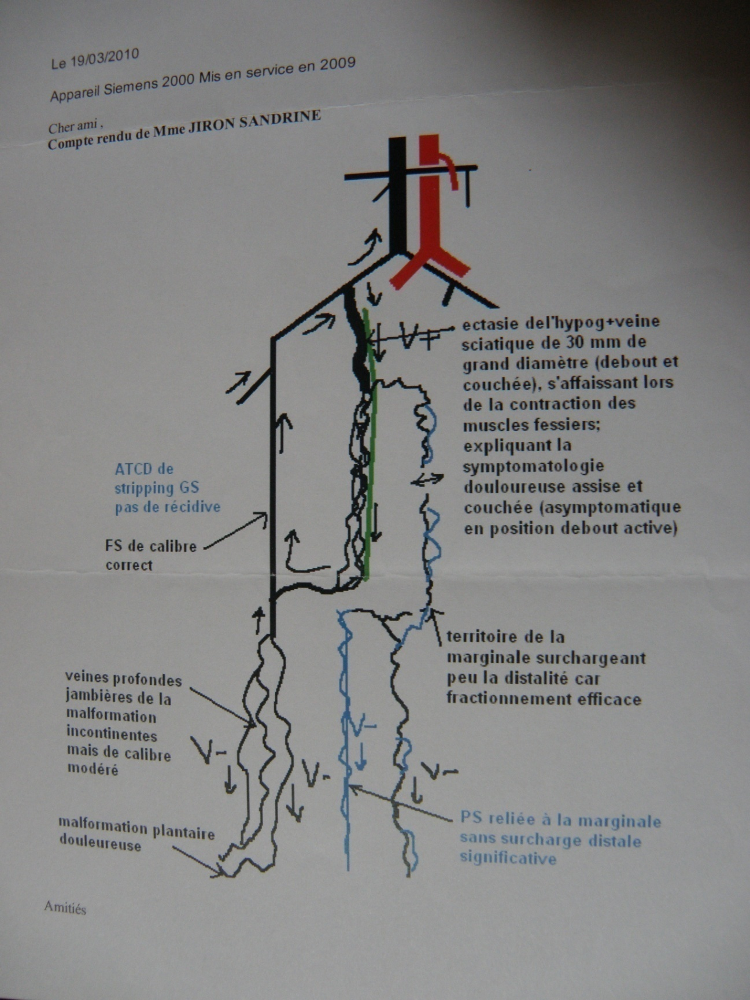 Le 19/03/2010
Appareil Siemens 2000 Mis en service en 2009
Cher ami ,
Compte rendu de Mme JIRON SANDRINE
V+
ectasie del'hypog+veine
sciatique de 30 mm de
grand diamètre (debout et
couchée), s'affaissant lors
de la contraction des
muscles fessiers;
expliquant la
symptomatologie
douloureuse assise et
couchée (asymptomatique
en position debout active)
ATCD de
stripping GS
pas de récidive
FS de calibre
correct
territoire de la
marginale surchargeant
peu la distalité car
fractionnement efficace
veines profondes
jambières de la
malformation
incontinentes
mais de calibre
modéré
V-
V-
V-
V-
malformation plantaire
douleureuse
PS reliée à la marginale
sans surcharge distale
significative
Amitiés